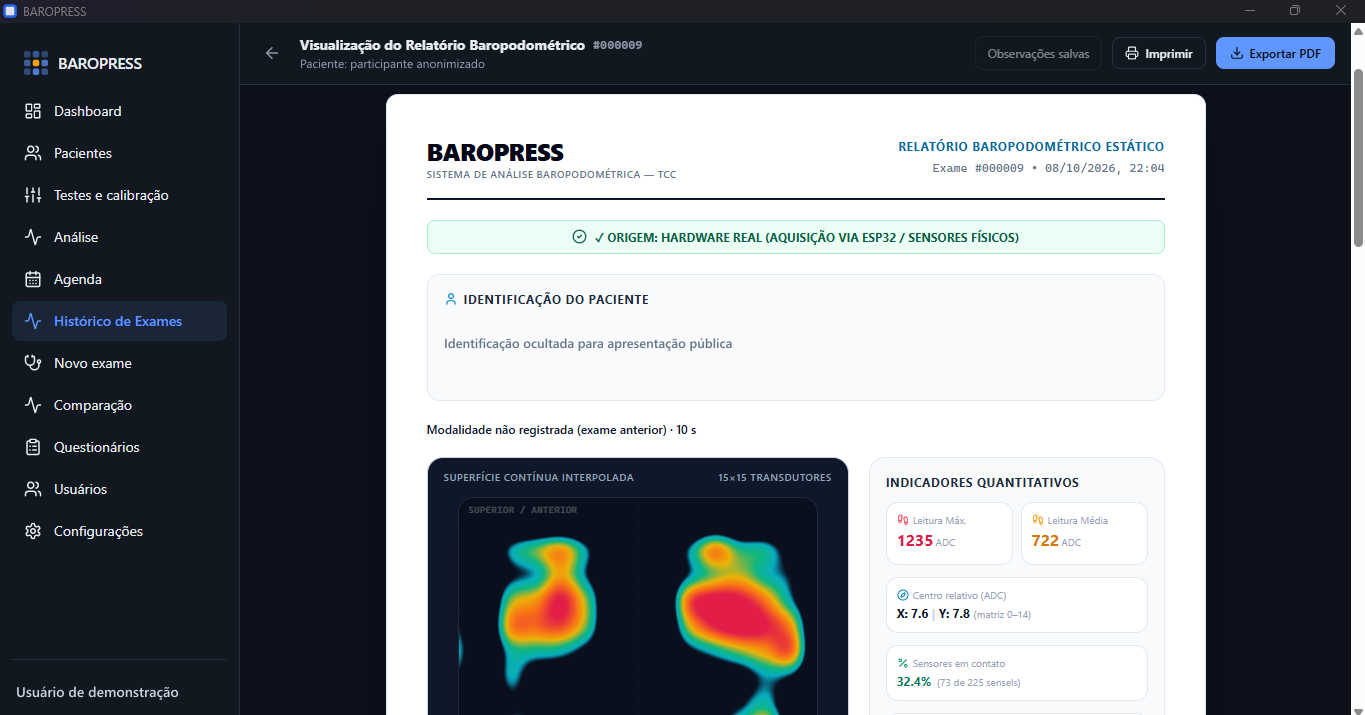 BAROPRESS
BAROPRESS
Dashboard
Pacientes
Testes e calibração
Análise
Agenda
Histórico de Exames
Novo exame
Comparação
Questionários
Usuários
Configurações
Usuário de demonstração
Visualização do Relatório Baropodométrico #000009
Paciente: participante anonimizado
Observações salvas
Imprimir
Exportar PDF
BAROPRESS
SISTEMA DE ANÁLISE BAROPODOMÉTRICA — TCC
RELATÓRIO BAROPODOMÉTRICO ESTÁTICO
Exame #000009 • 08/10/2026, 22:04
✓ ORIGEM: HARDWARE REAL (AQUISIÇÃO VIA ESP32 / SENSORES FÍSICOS)
IDENTIFICAÇÃO DO PACIENTE
Identificação ocultada para apresentação pública
Modalidade não registrada (exame anterior) · 10 s
SUPERFÍCIE CONTÍNUA INTERPOLADA 15×15 TRANSDUTORES
SUPERIOR / ANTERIOR
INDICADORES QUANTITATIVOS
Leitura Máx.
1235 ADC
Leitura Média
722 ADC
Centro relativo (ADC)
X: 7.6 | Y: 7.8 (matriz 0–14)
Sensores em contato
32.4% (73 de 225 sensels)